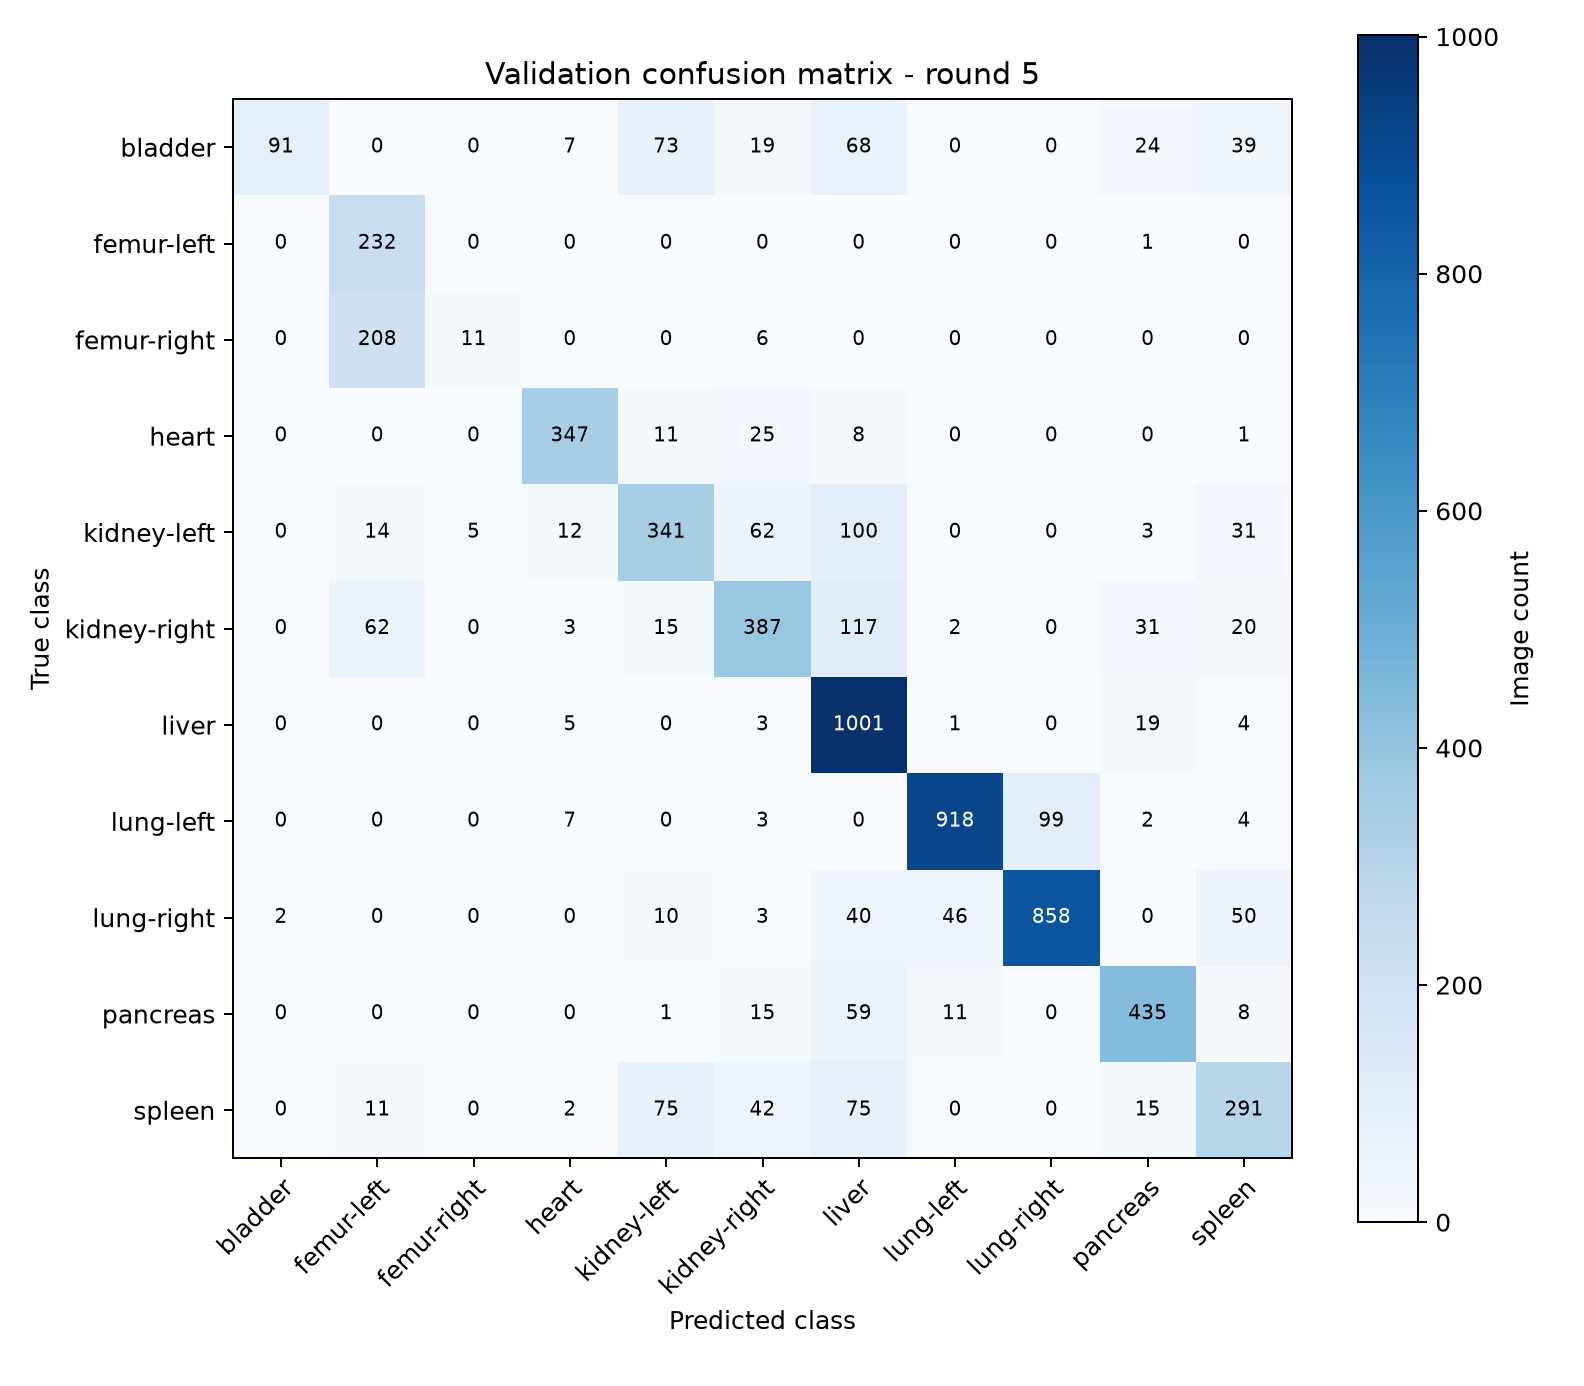 Validation confusion matrix - round 5
bladder 91 0 0 7 73 19 68 0 0 24 39
femur-left 0 232 0 0 0 0 0 0 0 1 0
femur-right 0 208 11 0 0 6 0 0 0 0 0
heart 0 0 0 347 11 25 8 0 0 0 1
kidney-left 0 14 5 12 341 62 100 0 0 3 31
kidney-right 0 62 0 3 15 387 117 2 0 31 20
liver 0 0 0 5 0 3 1001 1 0 19 4
lung-left 0 0 0 7 0 3 0 918 99 2 4
lung-right 2 0 0 0 10 3 40 46 858 0 50
pancreas 0 0 0 0 1 15 59 11 0 435 8
spleen 0 11 0 2 75 42 75 0 0 15 291
bladder femur-left femur-right heart kidney-left kidney-right liver lung-left lung-right pancreas spleen
Predicted class
True class
1000
800
600
400
200
0
Image count